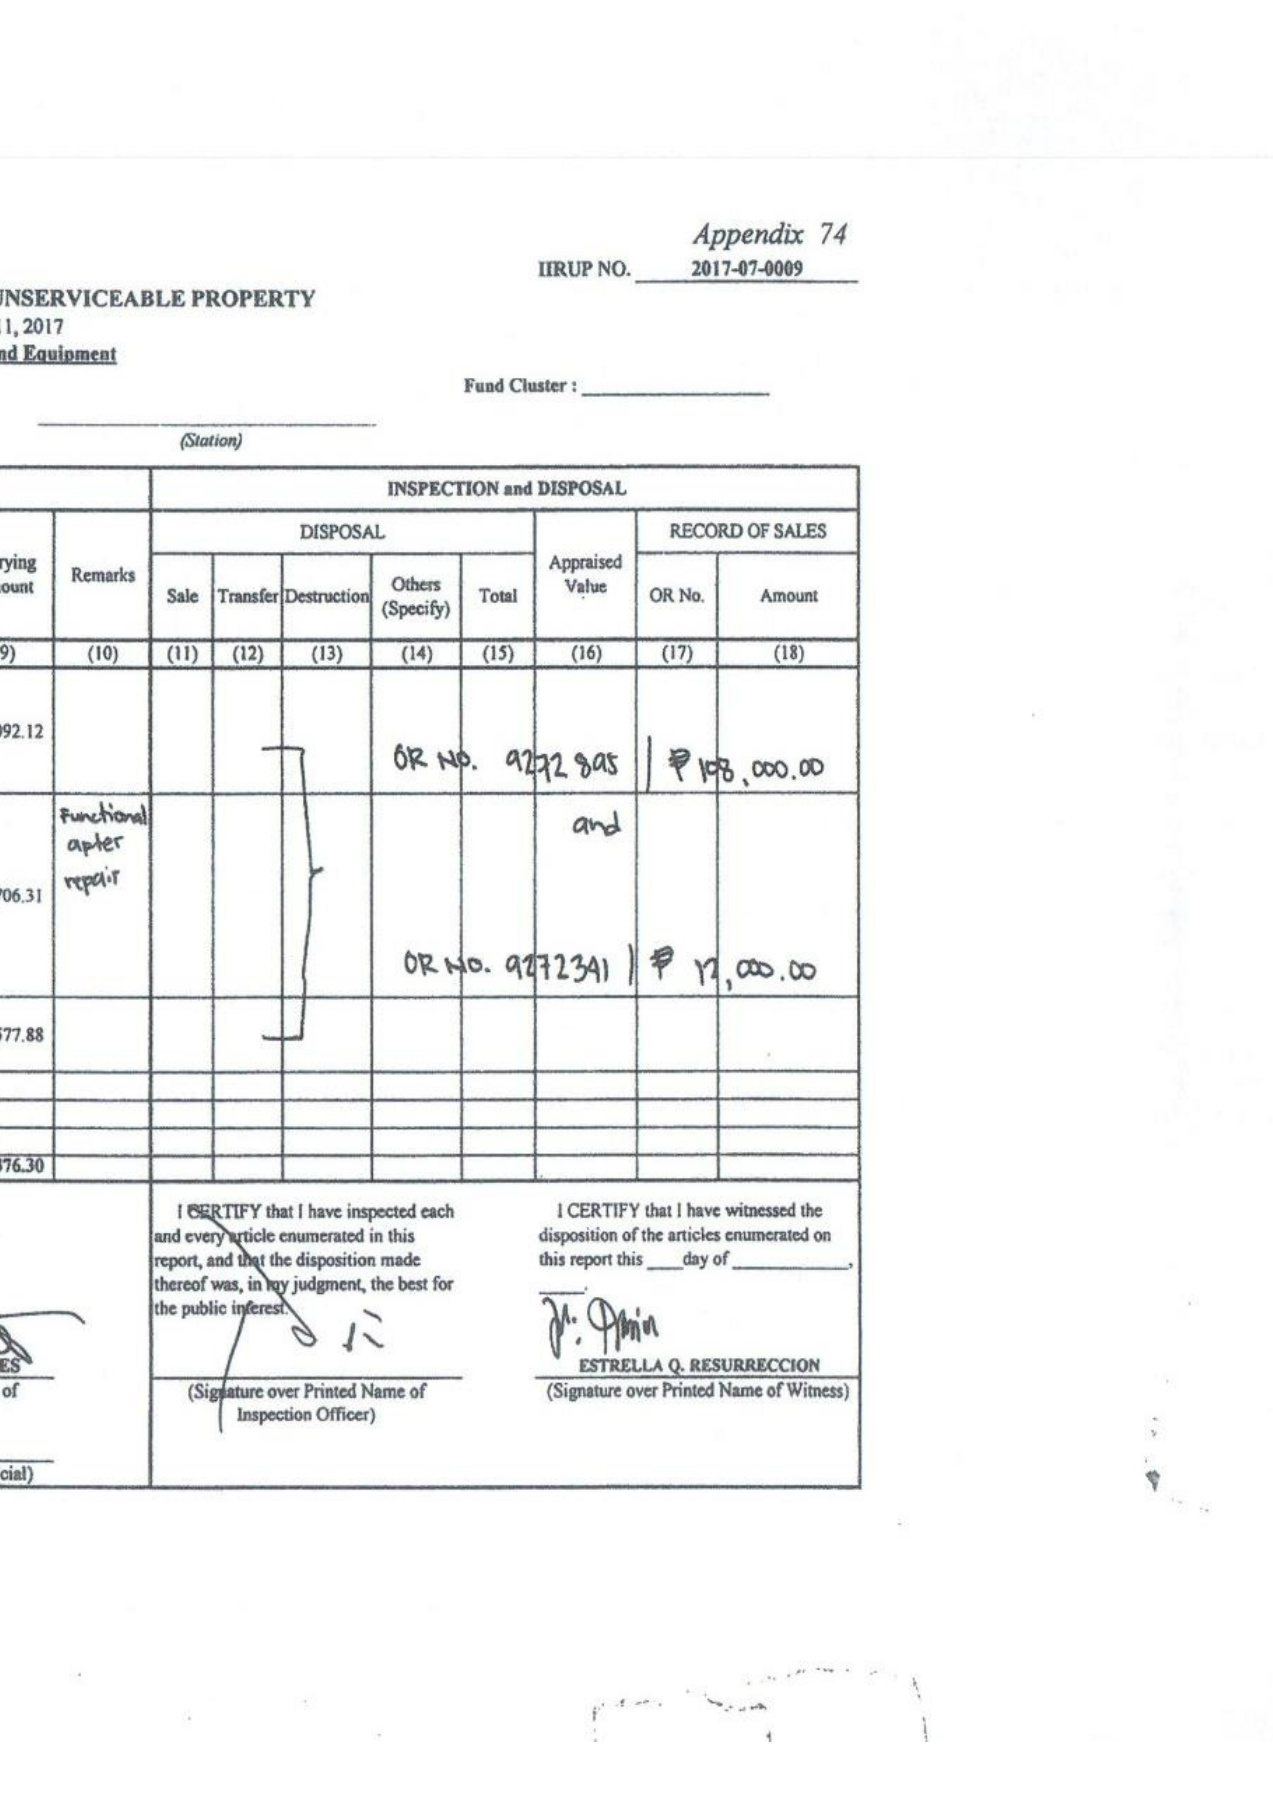 Appendix 74
IIRUP NO. 2017-07-0009
UNSERVICEABLE PROPERTY
11, 2017
nd Equipment
Fund Cluster :
(Station)
INSPECTION and DISPOSAL
DISPOSAL
RECORD OF SALES
rying
ount
Remarks
Sale
Transfer
Destruction
Others
(Specify)
Total
Appraised
Value
OR No.
Amount
9)
(10)
(11)
(12)
(13)
(14)
(15)
(16)
(17)
(18)
092.12
OR No. 9272895 | ₱ 108,000.00
Functional
apter
repair
and
706.31
OR No. 9272341 | ₱ 12,000.00
577.88
376.30
I CERTIFY that I have inspected each
and every article enumerated in this
report, and that the disposition made
thereof was, in my judgment, the best for
the public interest.
I CERTIFY that I have witnessed the
disposition of the articles enumerated on
this report this ____day of ____________,
ES
ESTRELLA Q. RESURRECCION
of
(Signature over Printed Name of
Inspection Officer)
(Signature over Printed Name of Witness)
cial)